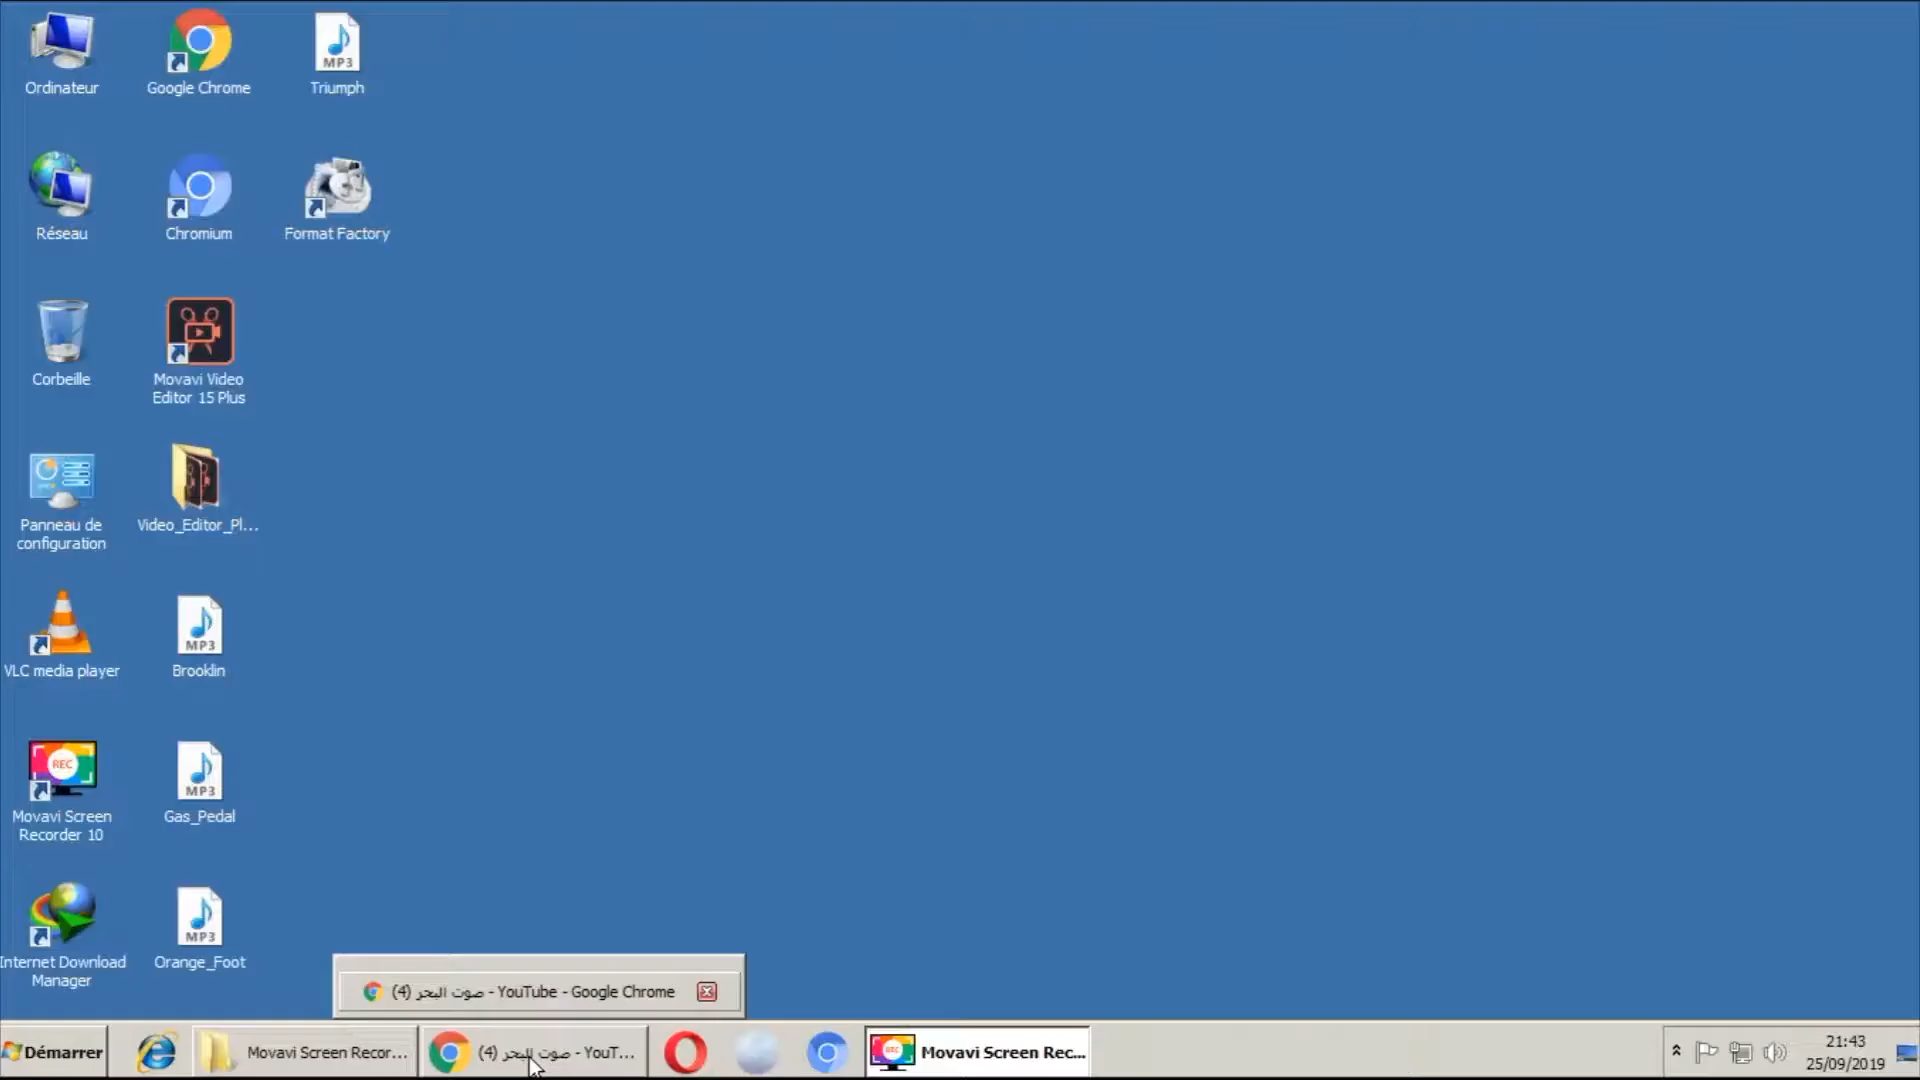 Ordinateur
Google Chrome
MP3
Triumph
Réseau
Chromium
Format Factory
Corbeille
Movavi Video
Editor 15 Plus
Panneau de
configuration
Video_Editor_Pl...
VLC media player
MP3
Brooklin
REC
Movavi Screen
Recorder 10
MP3
Gas_Pedal
Internet Download
Manager
MP3
Orange_Foot
(4) صوت البحر - YouTube - Google Chrome
Démarrer
Movavi Screen Recor...
(4) صوت البحر - YouT...
REC
Movavi Screen Rec...
21:43
25/09/2019